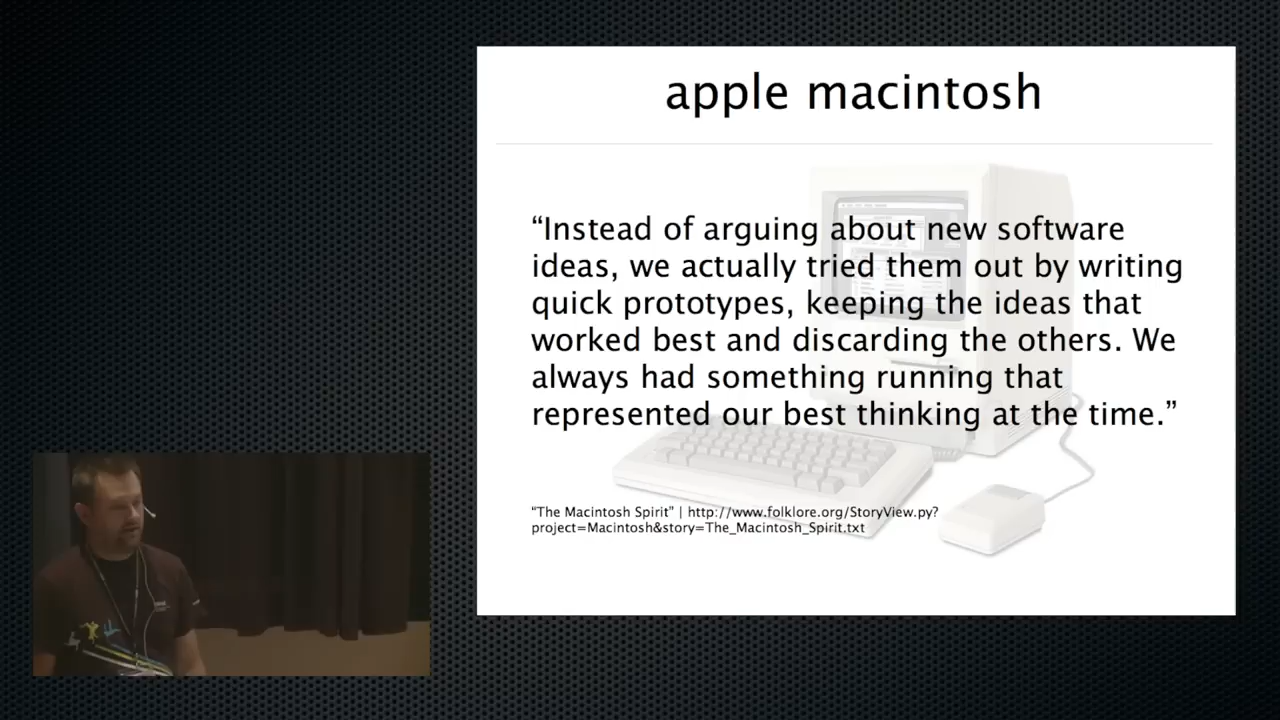 apple macintosh
“Instead of arguing about new software
ideas, we actually tried them out by writing
quick prototypes, keeping the ideas that
worked best and discarding the others. We
always had something running that
represented our best thinking at the time.”
“The Macintosh Spirit” | http://www.folklore.org/StoryView.py?
project=Macintosh&story=The_Macintosh_Spirit.txt